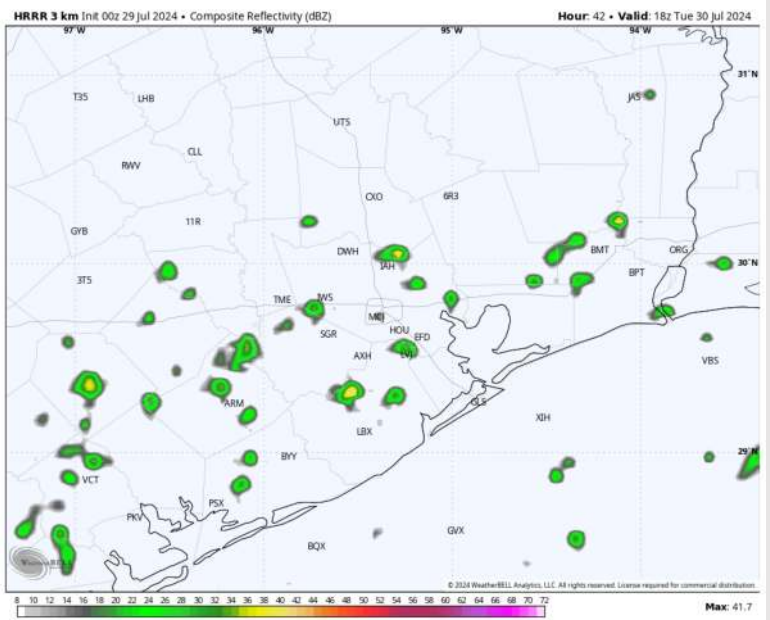 HRRR 3 km Init 00z 29 Jul 2024 • Composite Reflectivity (dBZ) Hour: 42 • Valid: 18z Tue 30 Jul 2024
97°W 96°W 95°W 94°W
31°N
T35 LHB JAS
UTS
CLL
RWV
CXO 6R3
11R
GYB
DWH BMT ORG
IAH 30°N
3T5 BPT
TME IWS
MCJ
SGR HOU
EFD
AXH LVJ VBS
ARM GLS
XIH
LBX
BYY 29°N
VCT
PSX
PKV
BQX GVX
WeatherBELL
© 2024 WeatherBELL Analytics, LLC. All rights reserved. License required for commercial distribution.
8 10 12 14 16 18 20 22 24 26 28 30 32 34 36 38 40 42 44 46 48 50 52 54 56 58 60 62 64 66 68 70 72 Max: 41.7